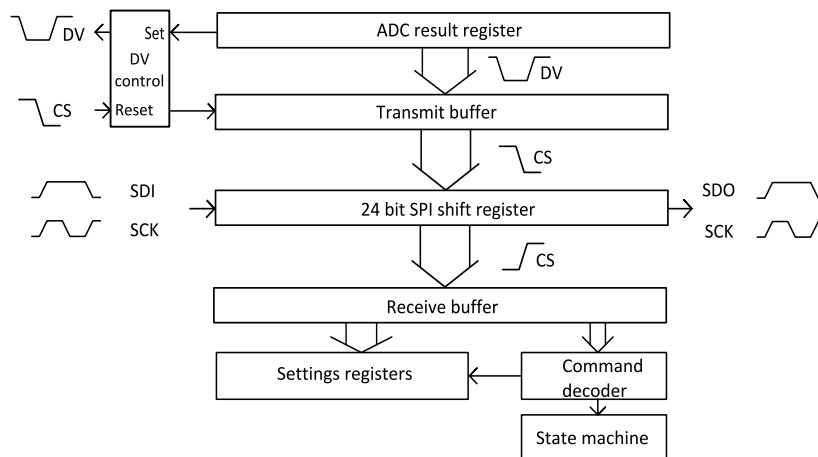 DV
Set
DV
control
Reset
CS
ADC result register
DV
Transmit buffer
CS
SDI
SCK
24 bit SPI shift register
SDO
SCK
CS
Receive buffer
Settings registers
Command
decoder
State machine